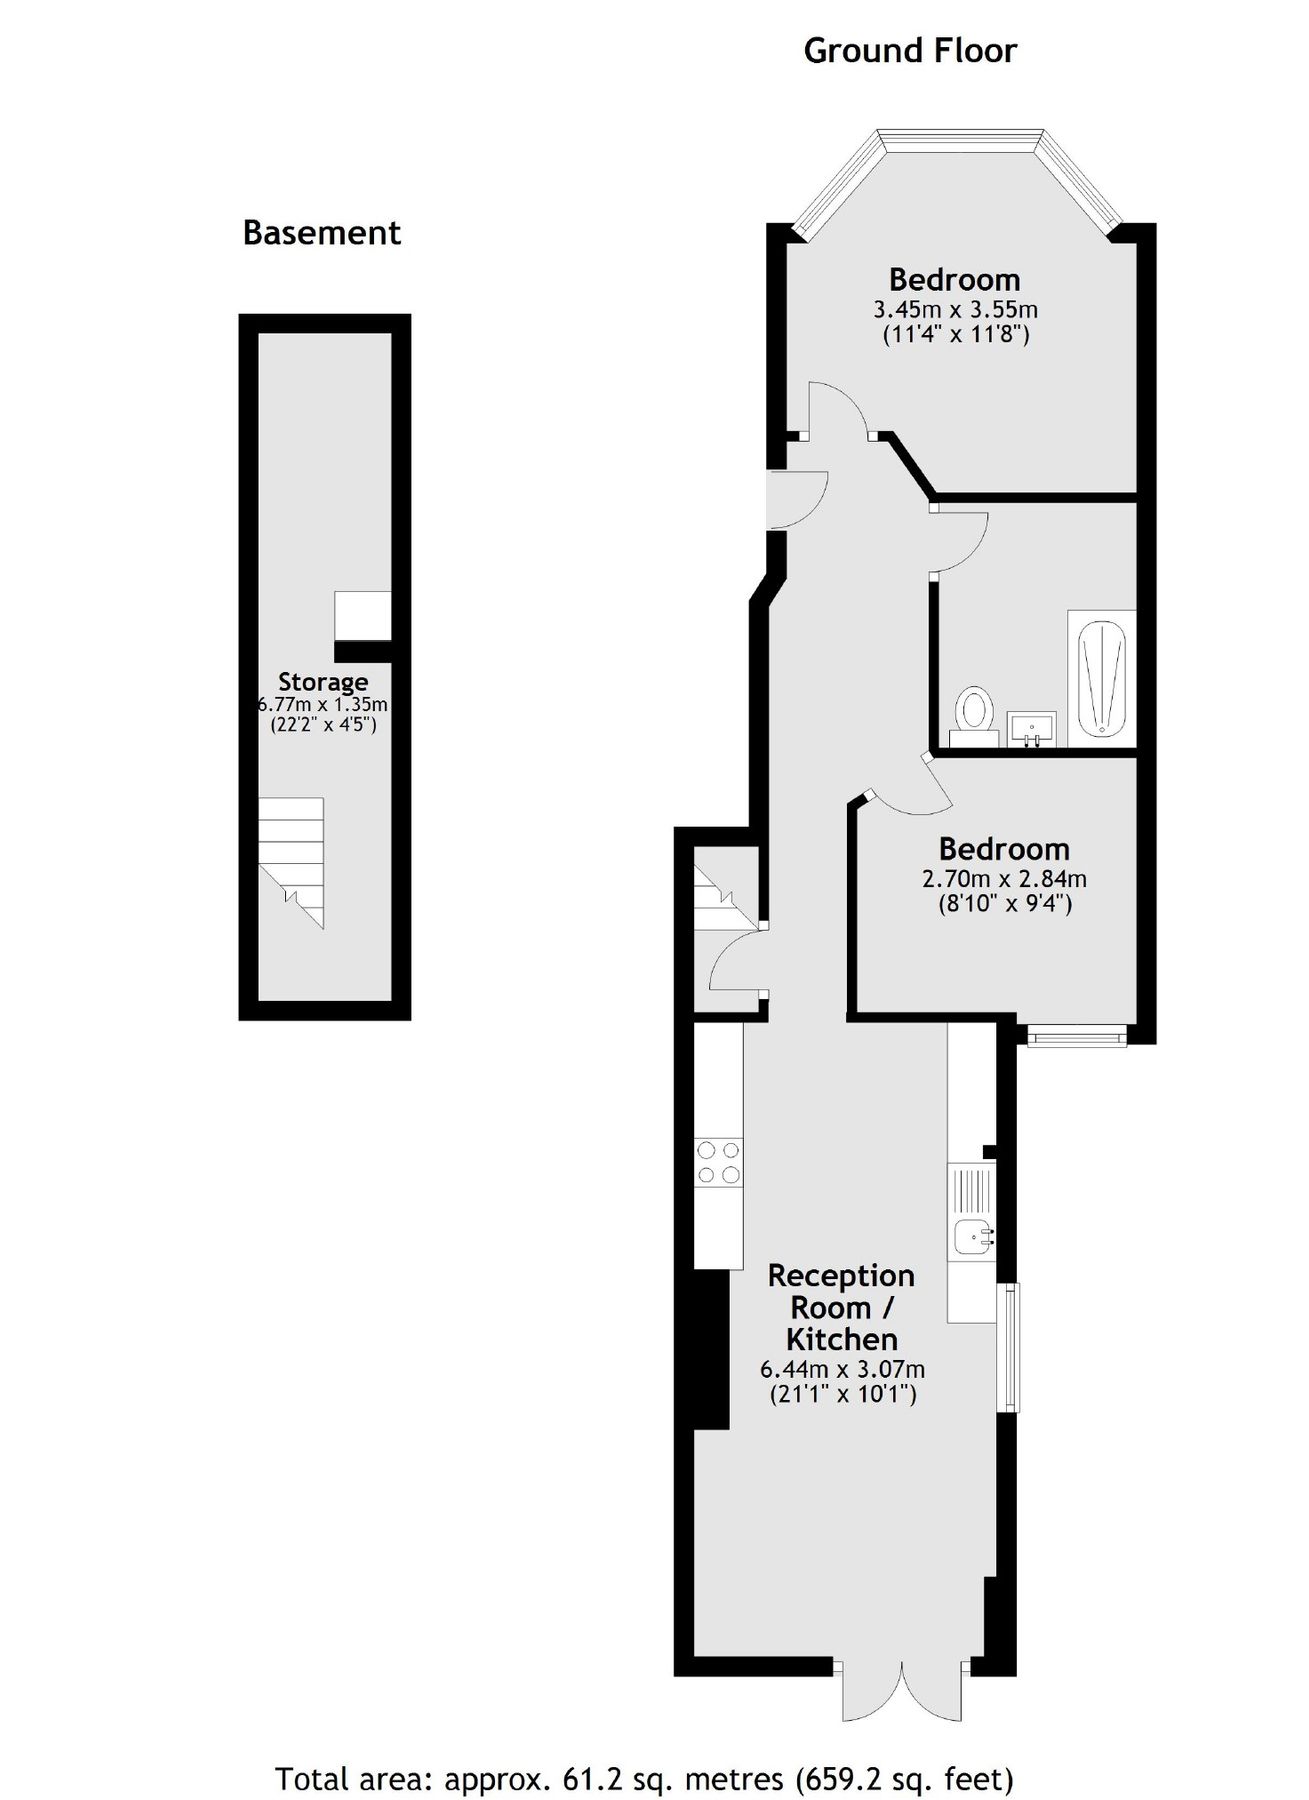 Ground Floor
Basement
Bedroom
3.45m x 3.55m
(11'4" x 11'8")
Storage
6.77m x 1.35m
(22'2" x 4'5")
Bedroom
2.70m x 2.84m
(8'10" x 9'4")
Reception
Room /
Kitchen
6.44m x 3.07m
(21'1" x 10'1")
Total area: approx. 61.2 sq. metres (659.2 sq. feet)